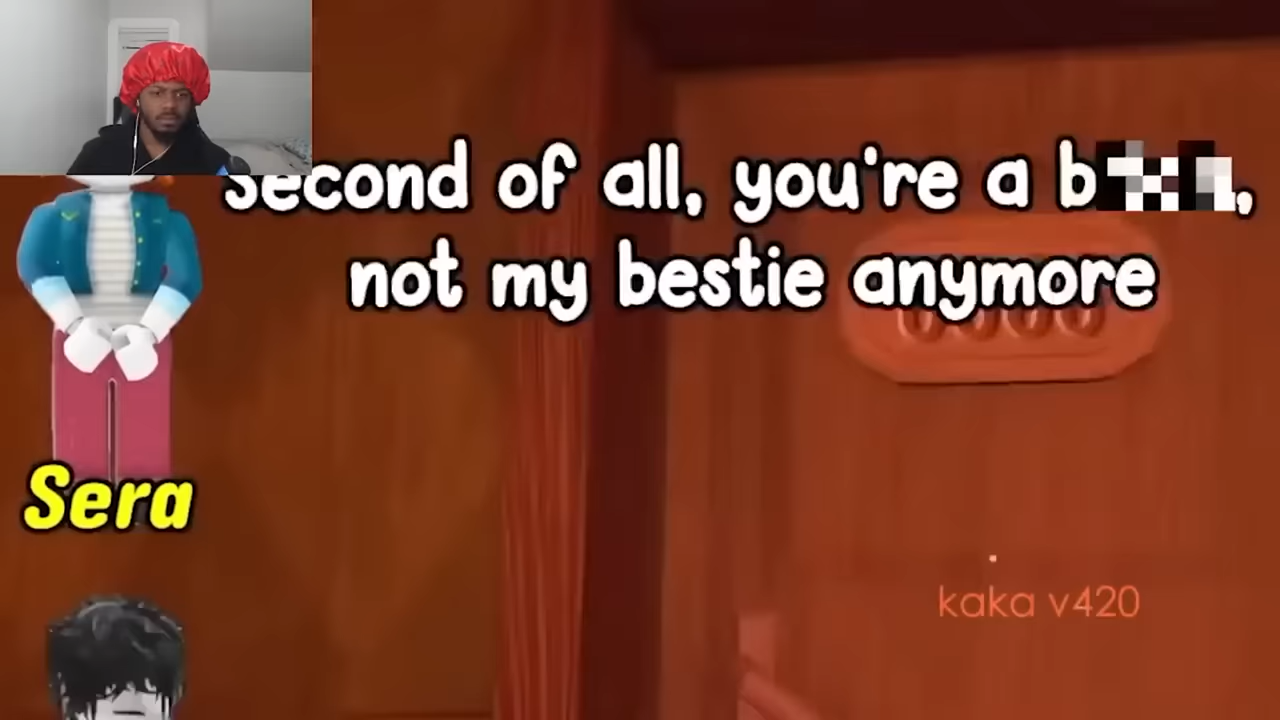 Second of all, you're a b
not my bestie anymore
Sera
kaka v420